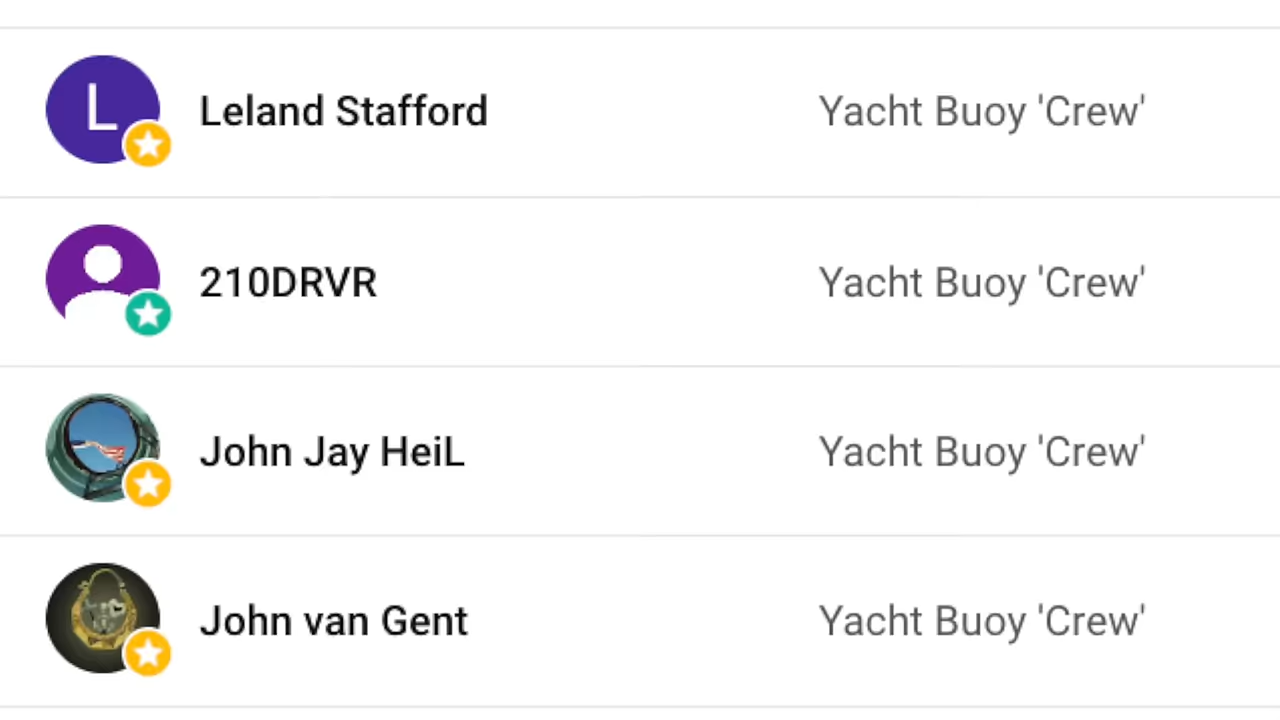 L
Leland Stafford Yacht Buoy 'Crew'
210DRVR Yacht Buoy 'Crew'
John Jay HeiL Yacht Buoy 'Crew'
John van Gent Yacht Buoy 'Crew'